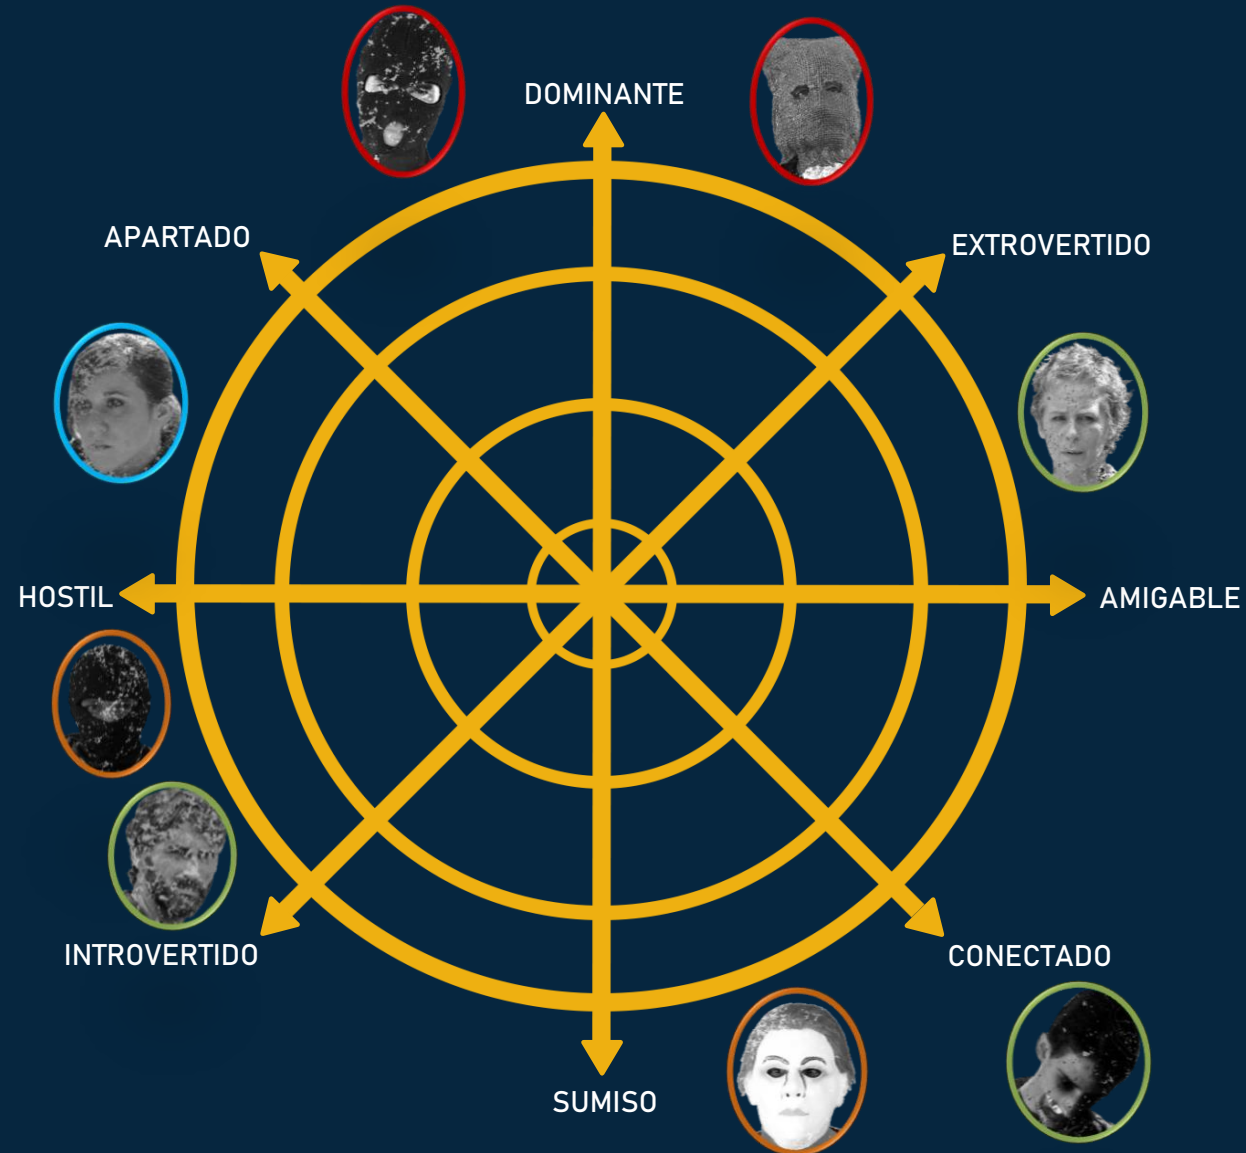 DOMINANTE
APARTADO
EXTROVERTIDO
HOSTIL
AMIGABLE
INTROVERTIDO
CONECTADO
SUMISO